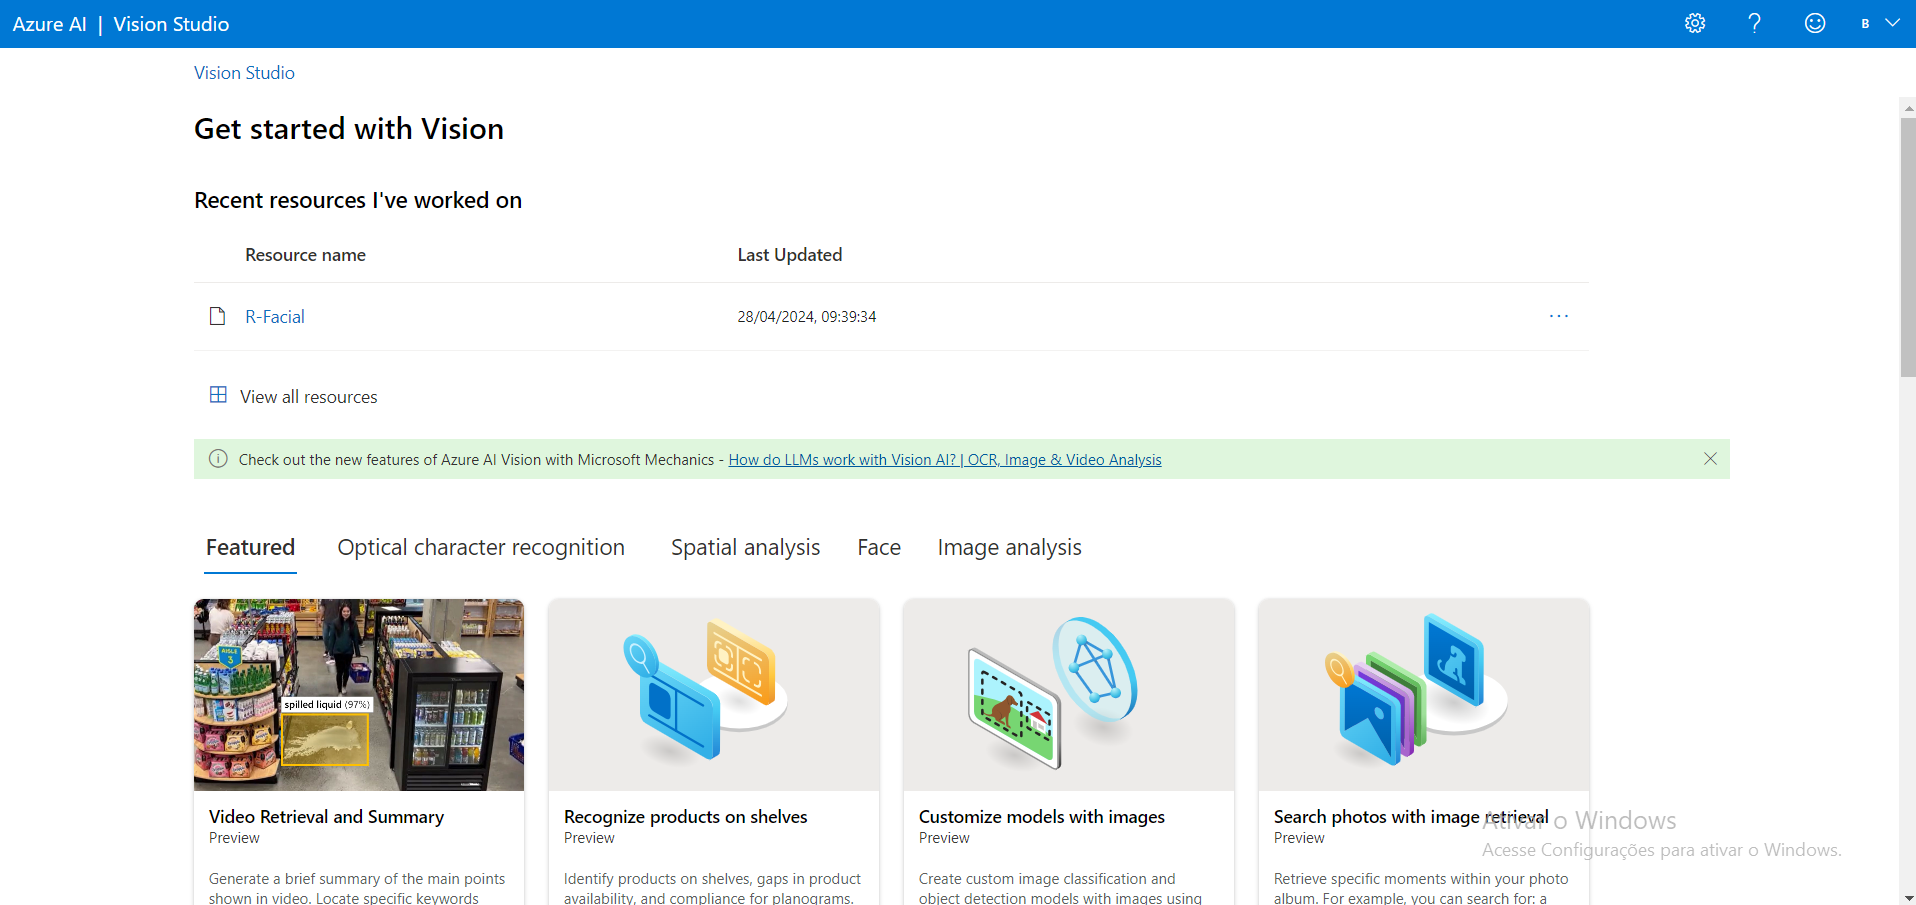 Azure AI | Vision Studio
B
Vision Studio
Get started with Vision
Recent resources I've worked on
Resource name Last Updated
R-Facial 28/04/2024, 09:39:34 ...
View all resources
Check out the new features of Azure AI Vision with Microsoft Mechanics - How do LLMs work with Vision AI? | OCR, Image & Video Analysis
Featured Optical character recognition Spatial analysis Face Image analysis
AISLE
3
spilled liquid (97%)
Video Retrieval and Summary
Preview
Generate a brief summary of the main points
shown in video. Locate specific keywords
Recognize products on shelves
Preview
Identify products on shelves, gaps in product
availability, and compliance for planograms.
Customize models with images
Preview
Create custom image classification and
object detection models with images using
Search photos with image retrieval
Preview
Retrieve specific moments within your photo
album. For example, you can search for: a
Ativar o Windows
Acesse Configurações para ativar o Windows.